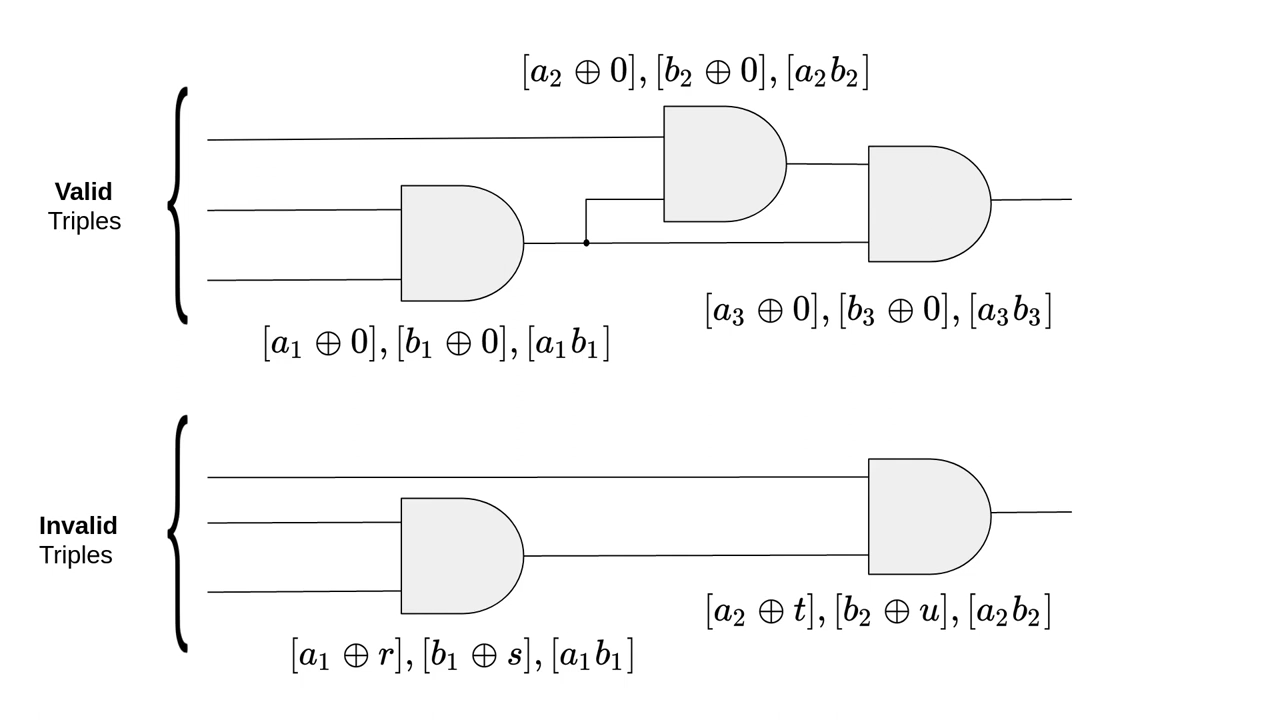 [a₂ ⊕ 0], [b₂ ⊕ 0], [a₂b₂]
Valid
Triples
[a₃ ⊕ 0], [b₃ ⊕ 0], [a₃b₃]
[a₁ ⊕ 0], [b₁ ⊕ 0], [a₁b₁]
Invalid
Triples
[a₂ ⊕ t], [b₂ ⊕ u], [a₂b₂]
[a₁ ⊕ r], [b₁ ⊕ s], [a₁b₁]